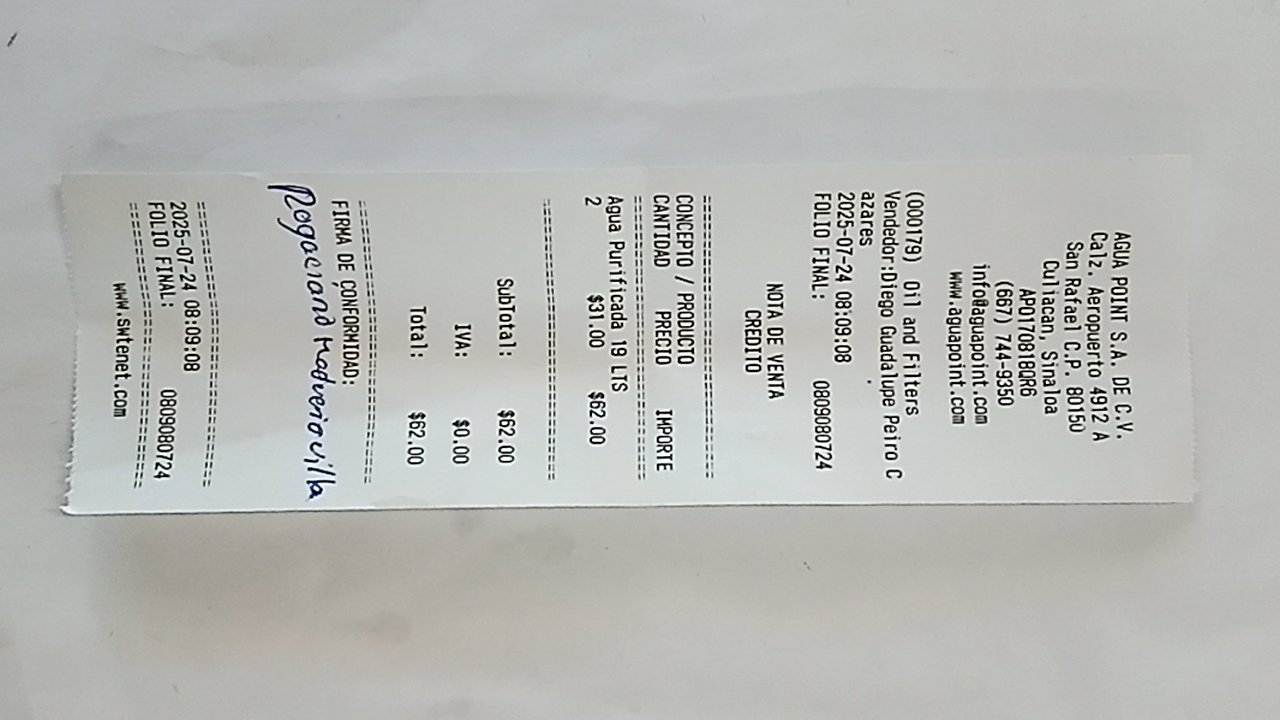 AGUA POINT S.A. DE C.V.
Calz. Aeropuerto 4912 A
San Rafael C.P. 80150
Culiacan, Sinaloa
APO170818QR6
(667) 744-9350
info@aguapoint.com
www.aguapoint.com
(000179) Oil and Filters
Vendedor:Diego Guadalupe Peiro C
azares
2025-07-24 08:09:08
FOLIO FINAL: 0809080724
NOTA DE VENTA
CREDITO
================================
CONCEPTO / PRODUCTO
CANTIDAD PRECIO IMPORTE
================================
Agua Purificada 19 LTS
2 $31.00 $62.00
================================
SubTotal: $62.00
IVA: $0.00
Total: $62.00
================================
FIRMA DE CONFORMIDAD:
Rogaciano
================================
2025-07-24 08:09:08
FOLIO FINAL: 0809080724
================================
www.swtenet.com